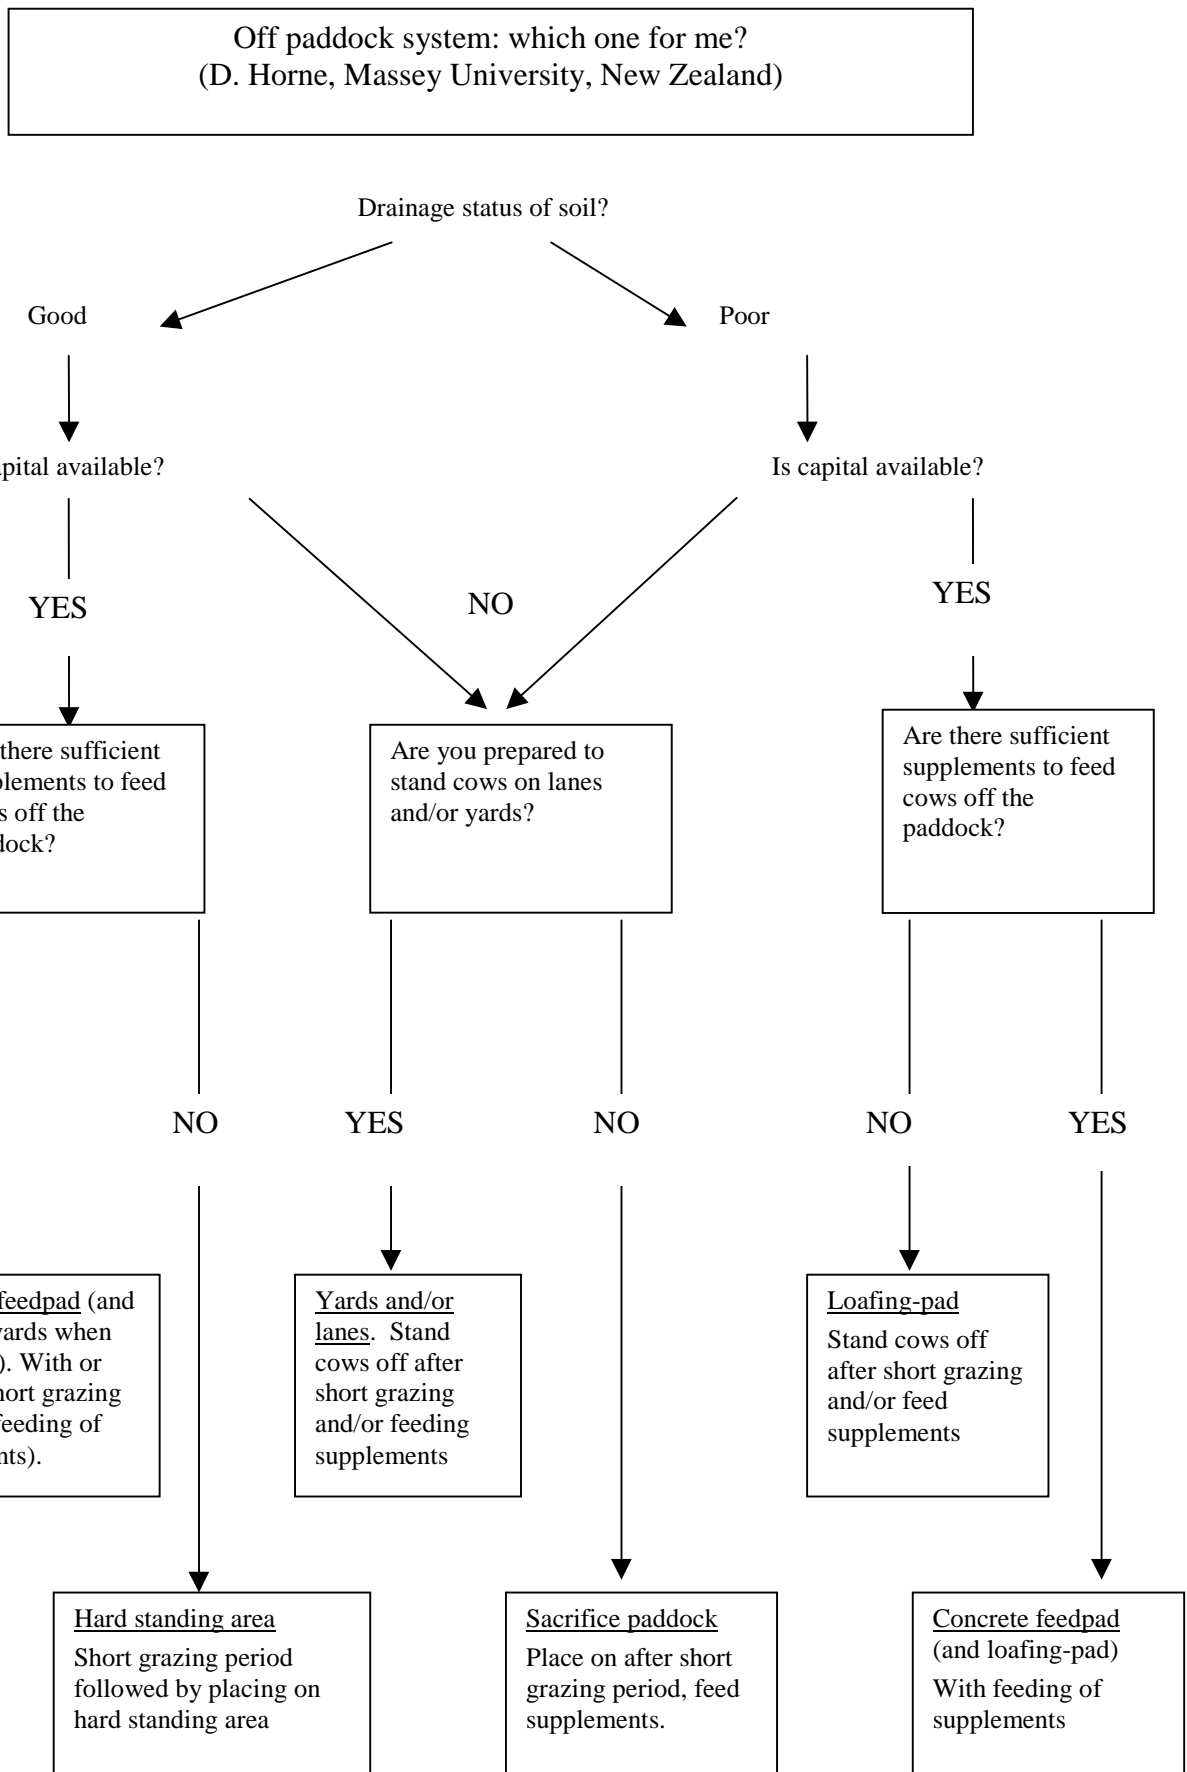 Off paddock system: which one for me?
(D. Horne, Massey University, New Zealand)
Drainage status of soil?
Good
Poor
available?
Is capital available?
YES
NO
YES
there sufficient
to feed
off the
Are you prepared to
stand cows on lanes
and/or yards?
Are there sufficient
supplements to feed
cows off the
paddock?
NO
YES
NO
NO
YES
feedpad (and
yards when
). With or
short grazing
feeding of
Yards and/or
lanes. Stand
cows off after
short grazing
and/or feeding
supplements
Loafing-pad
Stand cows off
after short grazing
and/or feed
supplements
Hard standing area
Short grazing period
followed by placing on
hard standing area
Sacrifice paddock
Place on after short
grazing period, feed
supplements.
Concrete feedpad
(and loafing-pad)
With feeding of
supplements